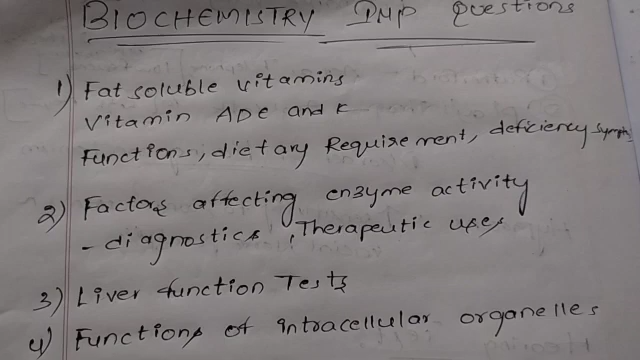 BIOCHEMISTRY IMP Questions
1) Fat soluble vitamins
Vitamin ADE and K
Functions, dietary Requirement, deficiency symptoms
2) Factors affecting enzyme activity
- diagnostics, Therapeutic uses
3) Liver function Tests
4) Functions of intracellular organelles